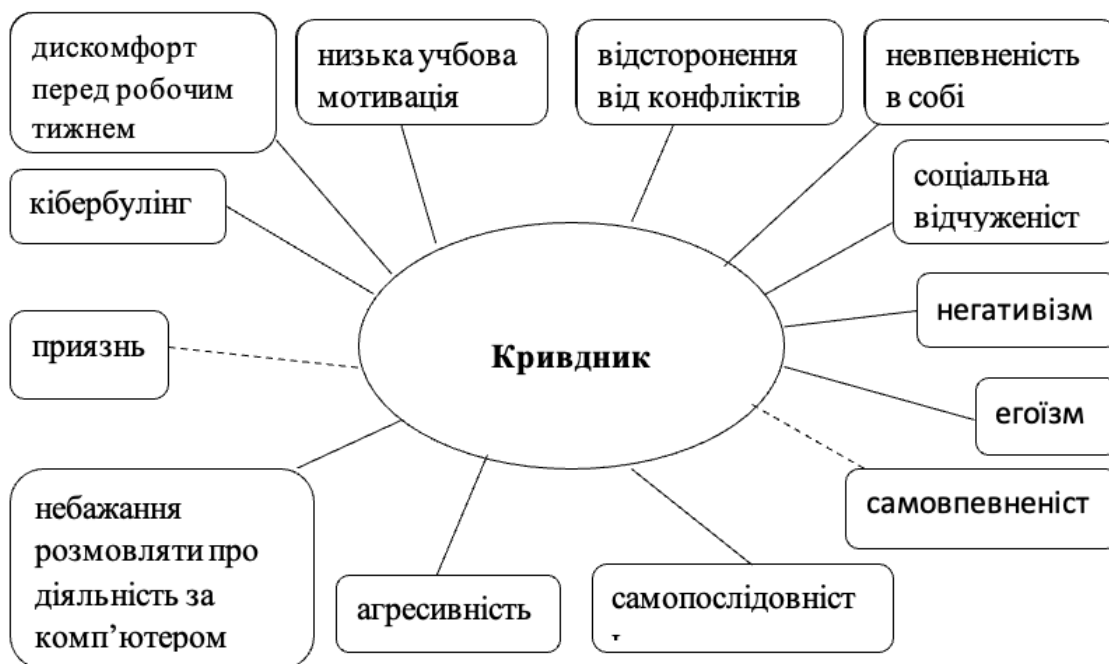 дискомфорт
перед робочим
тижнем
низька учбова
мотивація
відсторонення
від конфліктів
невпевненість
в собі
кібербулінг
соціальна
відчуженіст
негативізм
приязнь
Кривдник
егоїзм
самовпевненіст
небажання
розмовляти про
діяльність за
комп’ютером
агресивність
самопослідовніст